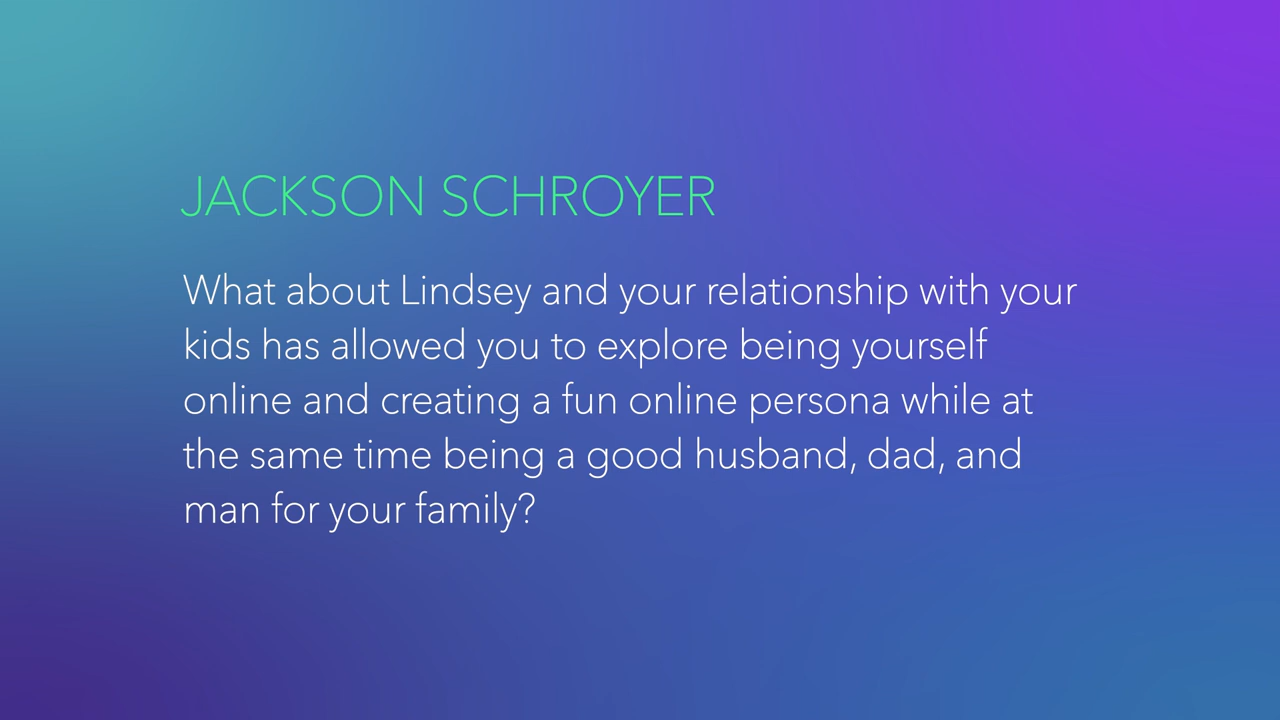 JACKSON SCHROYER
What about Lindsey and your relationship with your
kids has allowed you to explore being yourself
online and creating a fun online persona while at
the same time being a good husband, dad, and
man for your family?